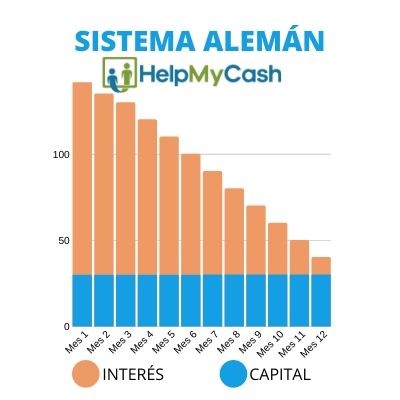 SISTEMA ALEMÁN
HelpMyCash
100
50
0
Mes 1
Mes 2
Mes 3
Mes 4
Mes 5
Mes 6
Mes 7
Mes 8
Mes 9
Mes 10
Mes 11
Mes 12
INTERÉS
CAPITAL